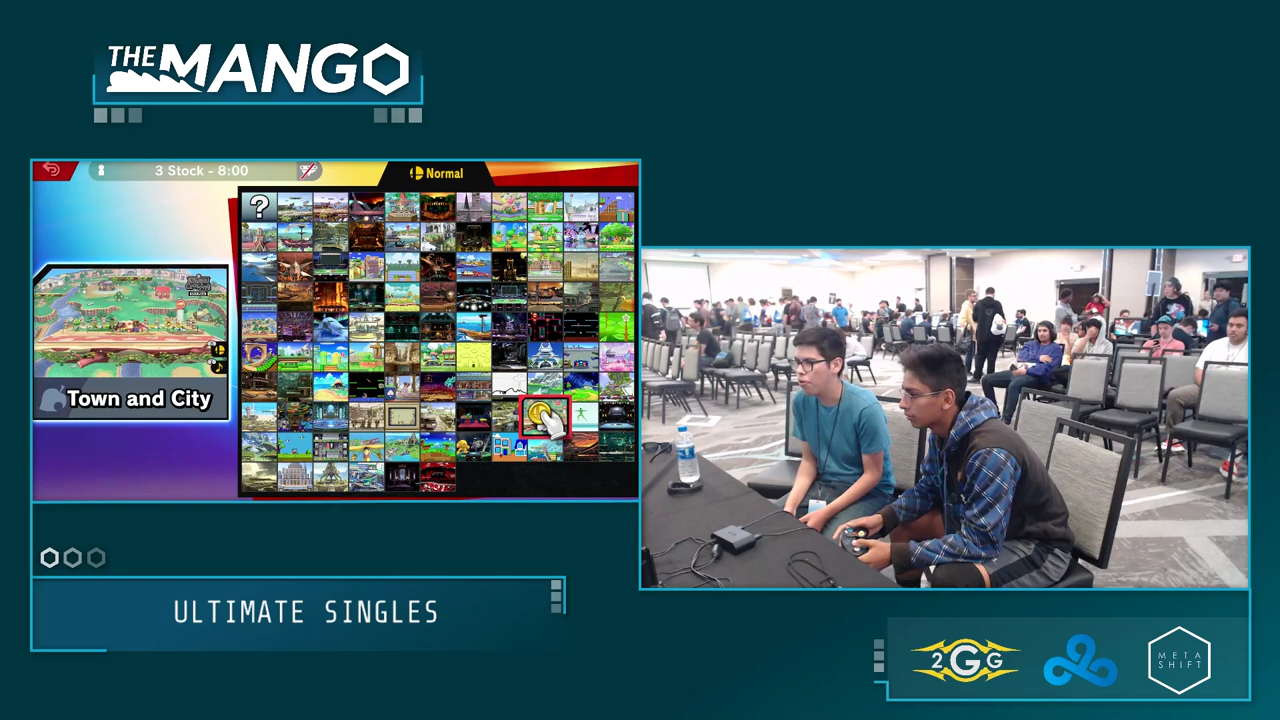 THE MANGO
3 Stock - 8:00
Normal
?
Town and City
ULTIMATE SINGLES
2GG
META
SHIFT